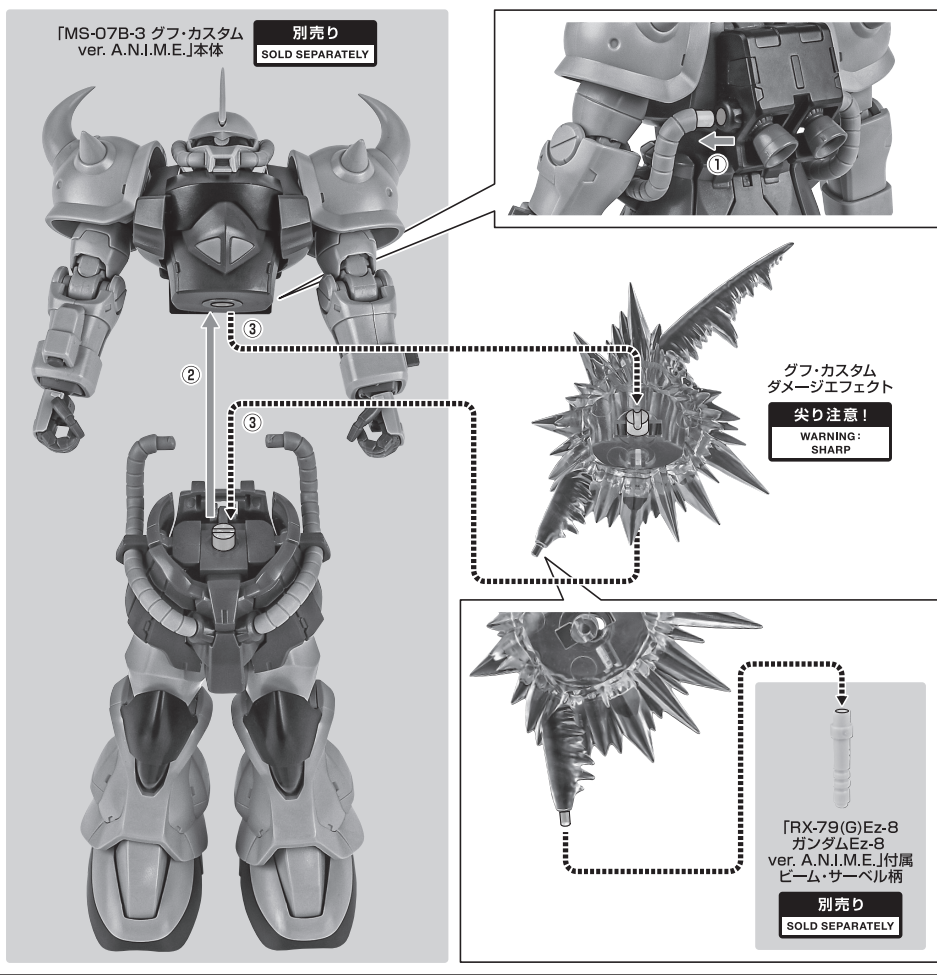 「MS-07B-3 グフ・カスタム
ver. A.N.I.M.E.」本体
別売り
SOLD SEPARATELY
①
②
③
③
グフ・カスタム
ダメージエフェクト
尖り注意！
WARNING：
SHARP
「RX-79(G)Ez-8
ガンダムEz-8
ver. A.N.I.M.E.」付属
ビーム・サーベル柄
別売り
SOLD SEPARATELY